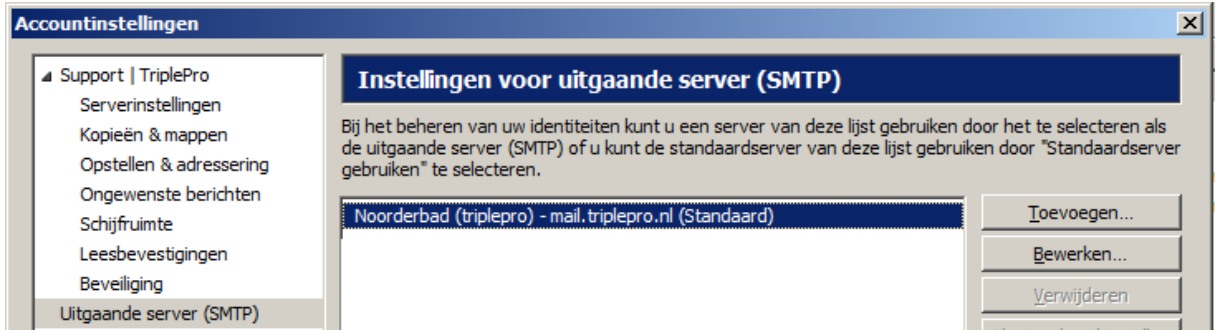 Accountinstellingen
Support | TriplePro
Serverinstellingen
Kopieën & mappen
Opstellen & adressering
Ongewenste berichten
Schijfruimte
Leesbevestigingen
Beveiliging
Uitgaande server (SMTP)
Instellingen voor uitgaande server (SMTP)
Bij het beheren van uw identiteiten kunt u een server van deze lijst gebruiken door het te selecteren als
de uitgaande server (SMTP) of u kunt de standaardserver van deze lijst gebruiken door "Standaardserver
gebruiken" te selecteren.
Noorderbad (triplepro) - mail.triplepro.nl (Standaard)
Toevoegen...
Bewerken...
Verwijderen